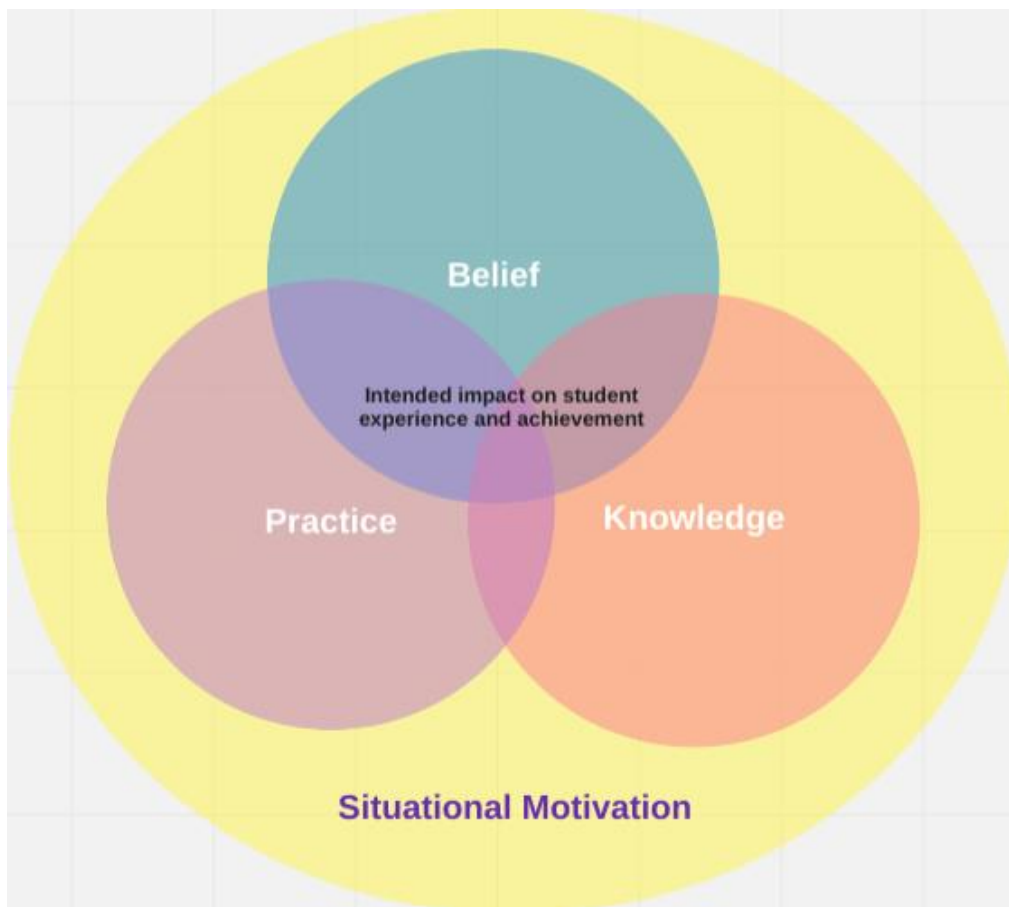 Belief
Intended impact on student
experience and achievement
Practice
Knowledge
Situational Motivation